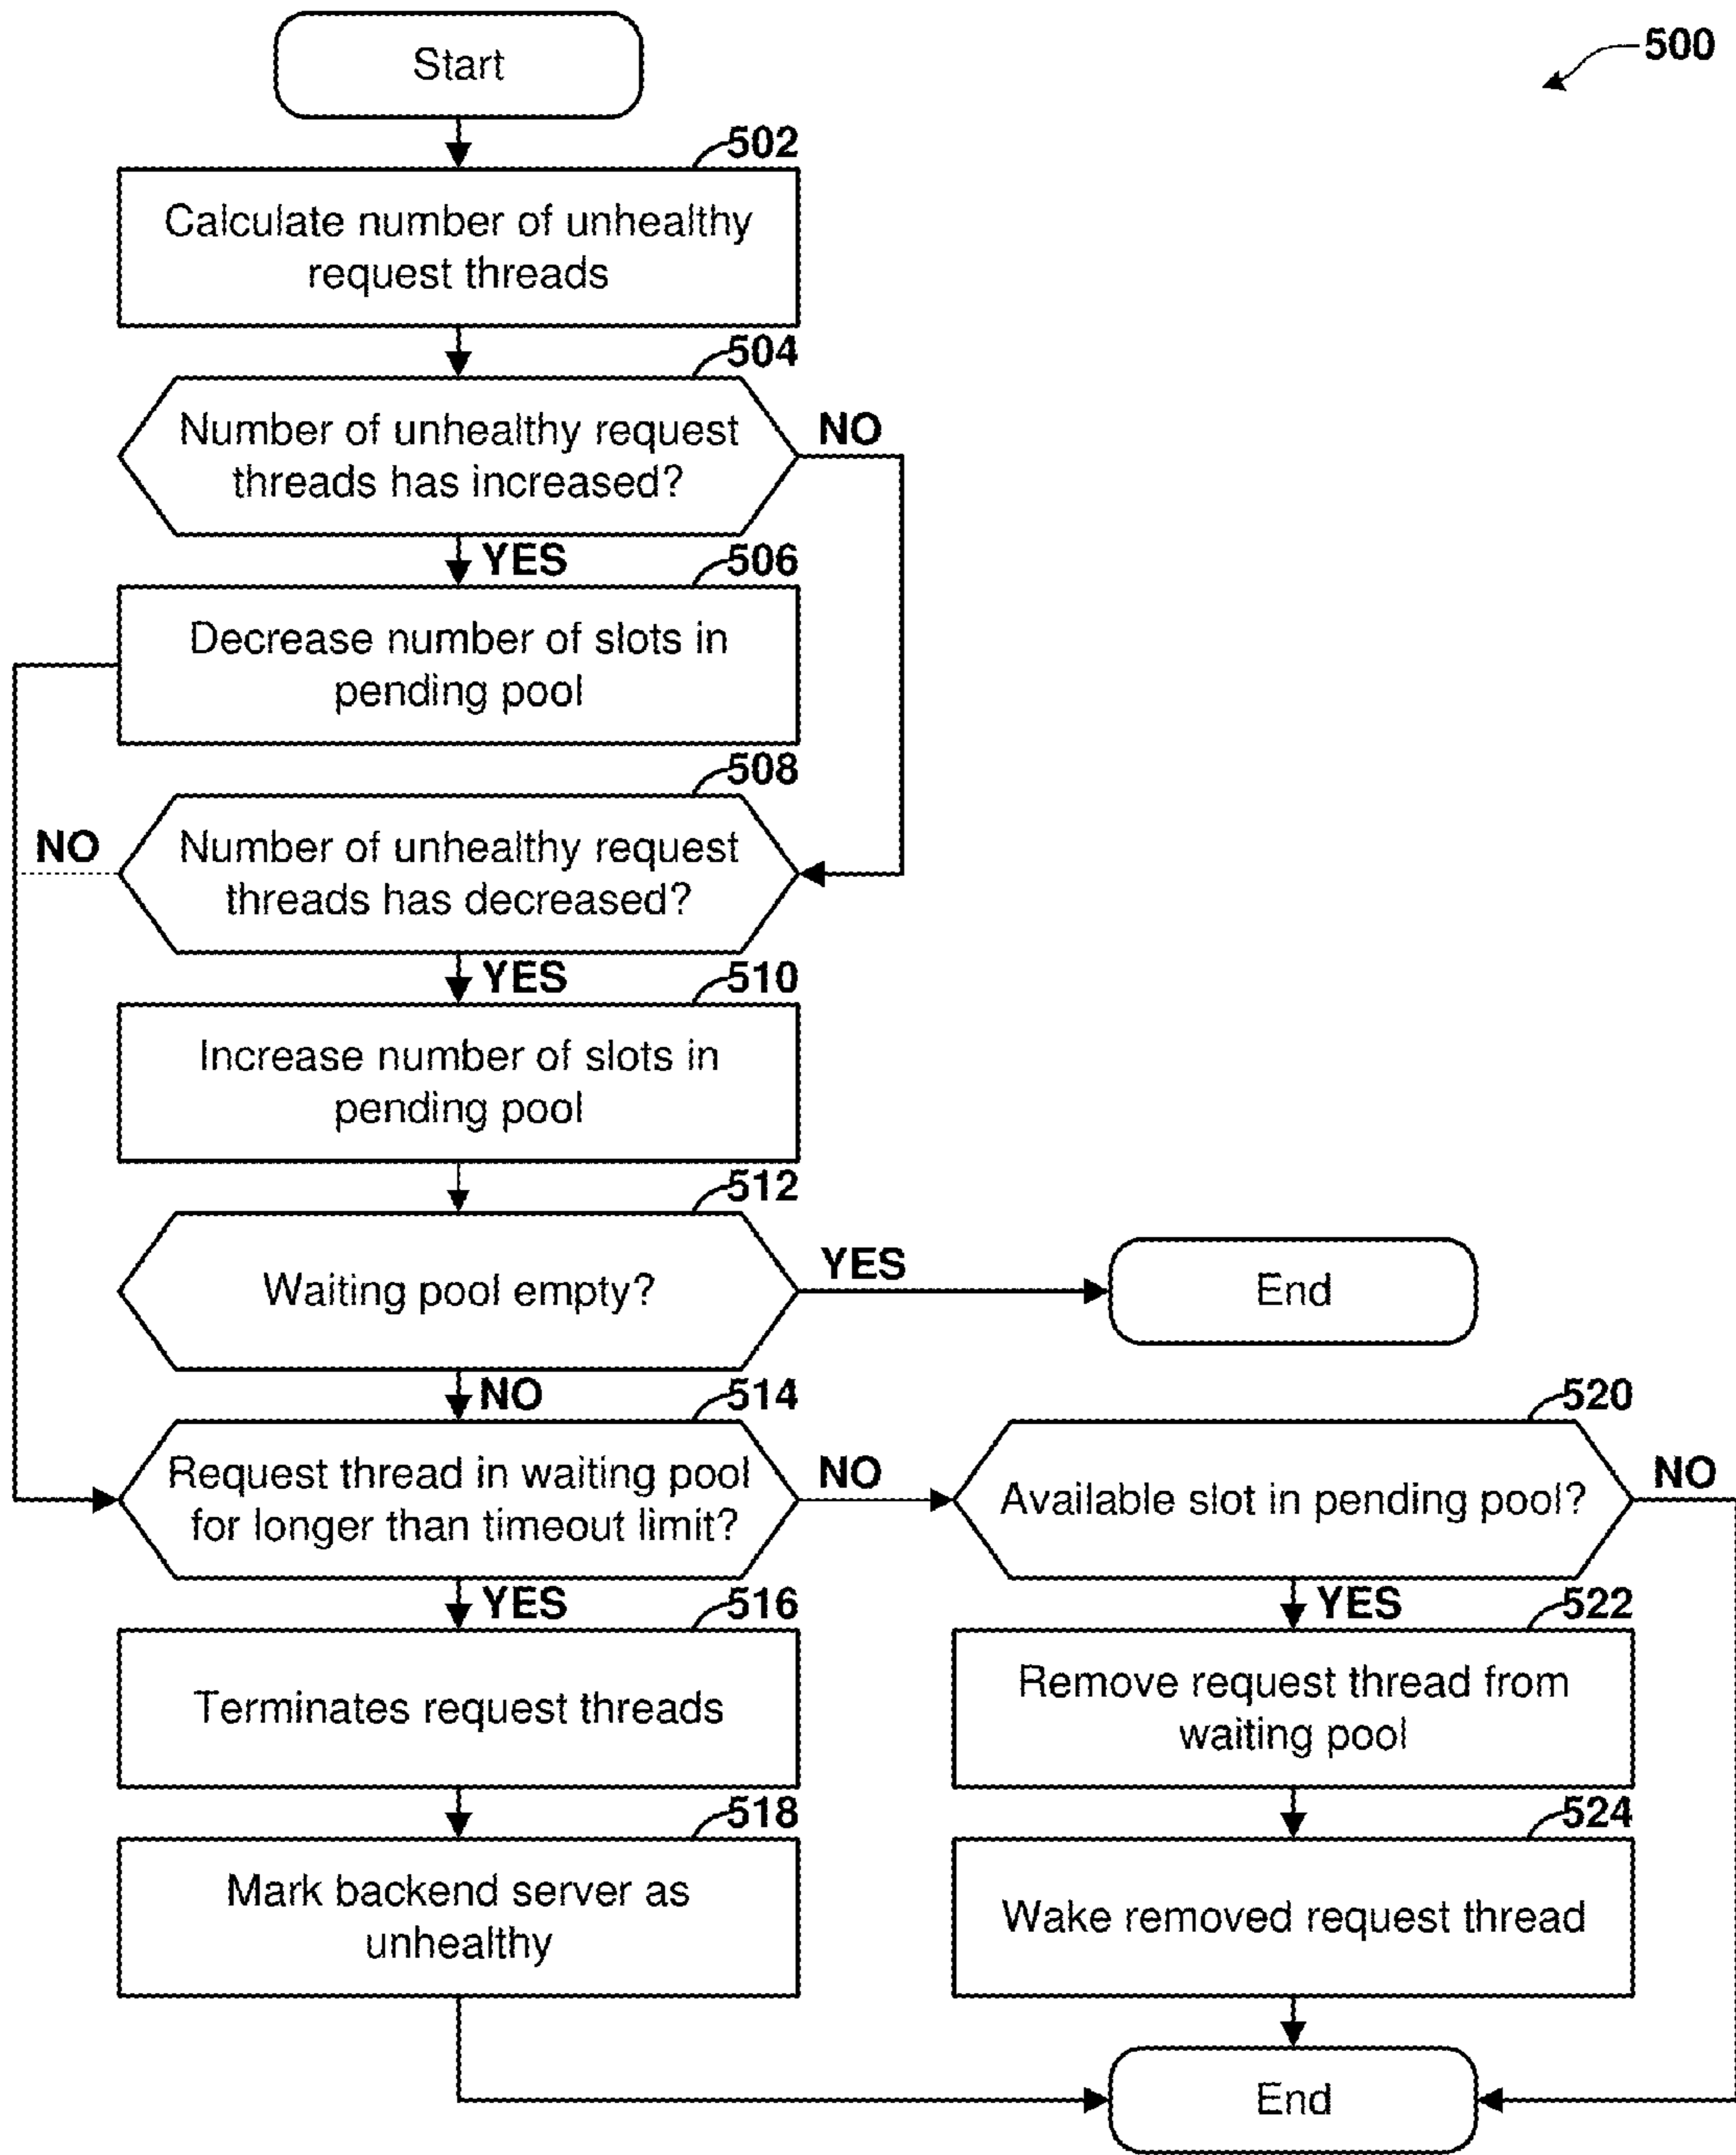 Start
500
502
Calculate number of unhealthy
request threads
504
Number of unhealthy request
threads has increased?
NO
YES
506
Decrease number of slots in
pending pool
508
NO
Number of unhealthy request
threads has decreased?
YES
510
Increase number of slots in
pending pool
512
Waiting pool empty?
YES
End
NO
514
Request thread in waiting pool
for longer than timeout limit?
NO
520
Available slot in pending pool?
NO
YES
516
Terminates request threads
518
Mark backend server as
unhealthy
YES
522
Remove request thread from
waiting pool
524
Wake removed request thread
End